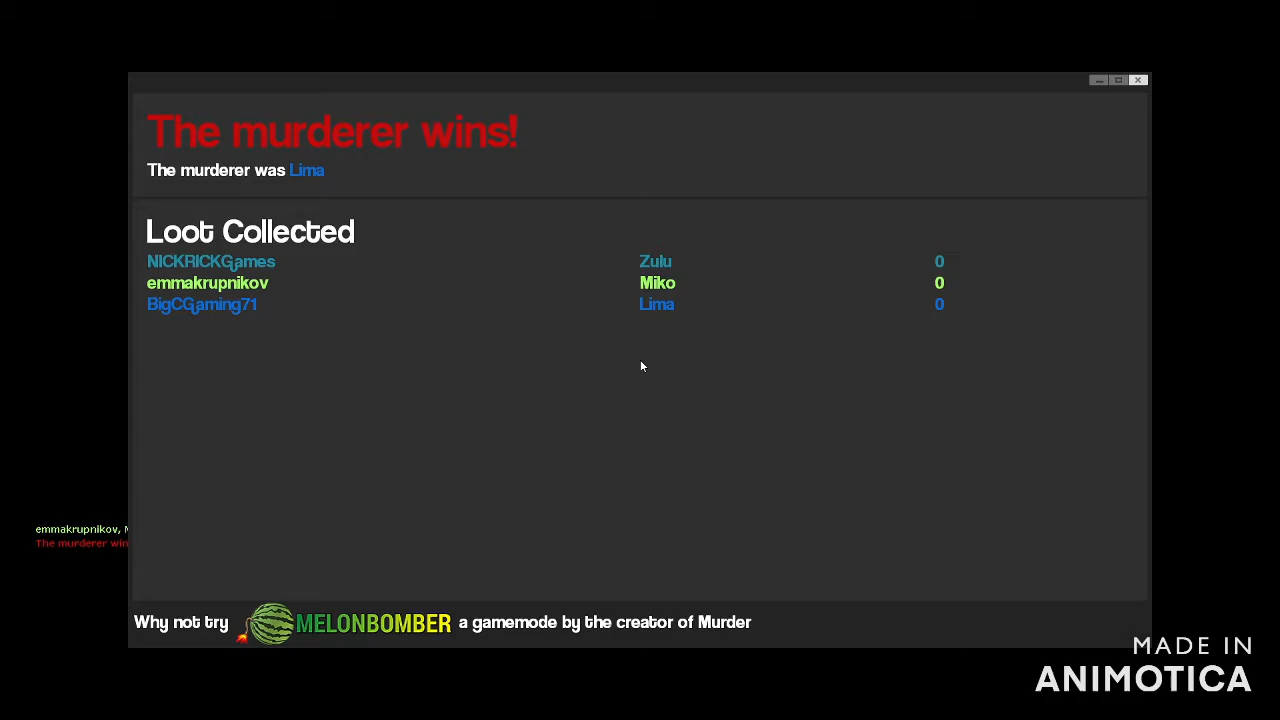 The murderer wins!
The murderer was Lima
Loot Collected
NICKRICKGames Zulu 0
emmakrupnikov Miko 0
BigCGaming71 Lima 0
emmakrupnikov,
The murderer win
Why not try MELONBOMBER a gamemode by the creator of Murder
MADE IN
ANIMOTICA